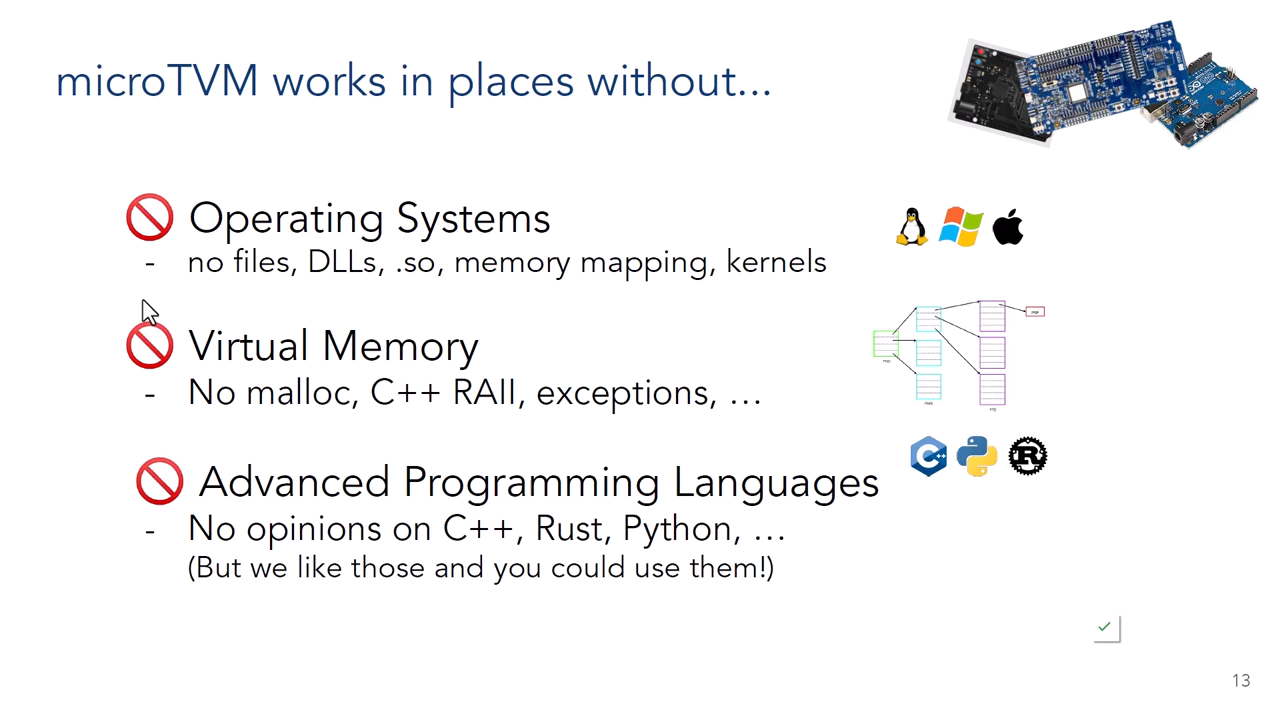 microTVM works in places without...
Operating Systems
- no files, DLLs, .so, memory mapping, kernels
Virtual Memory
- No malloc, C++ RAII, exceptions, …
Advanced Programming Languages
- No opinions on C++, Rust, Python, …
(But we like those and you could use them!)
13